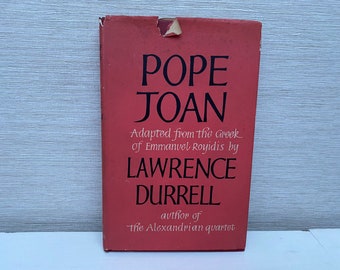 POPE
JOAN
Adapted from the Greek
of Emmanuel Royidis by
LAWRENCE
DURRELL
author of
the Alexandrian quartet